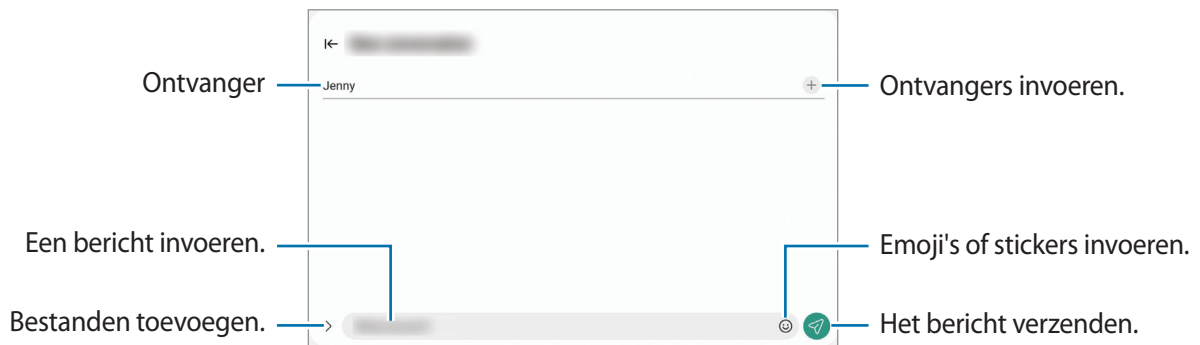 Ontvanger
Jenny
Ontvangers invoeren.
Een bericht invoeren.
Emoji's of stickers invoeren.
Bestanden toevoegen.
Het bericht verzenden.